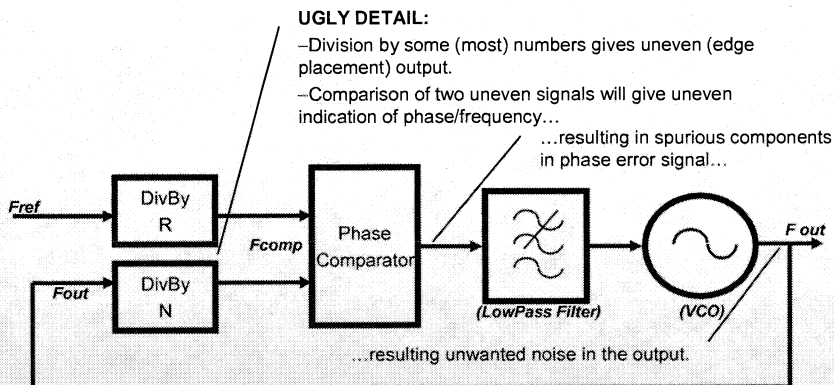 UGLY DETAIL:
–Division by some (most) numbers gives uneven (edge
placement) output.
–Comparison of two uneven signals will give uneven
indication of phase/frequency…
…resulting in spurious components
in phase error signal…
Fref
DivBy
R
Fcomp
Phase
Comparator
F out
Fout
DivBy
N
(LowPass Filter)
(VCO)
…resulting unwanted noise in the output.